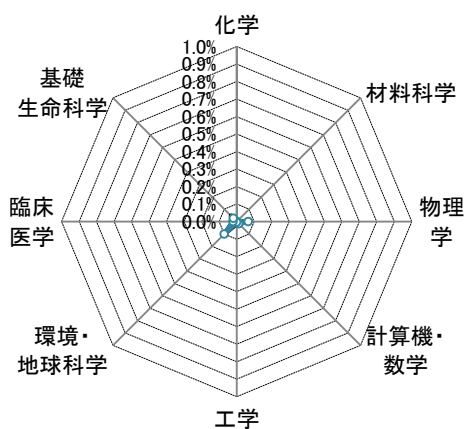 化学
1.0%
0.9%
0.8%
0.7%
0.6%
0.5%
0.4%
0.3%
0.2%
0.1%
0.0%
材料科学
物理
学
計算機・
数学
工学
環境・
地球科学
臨床
医学
基礎
生命科学